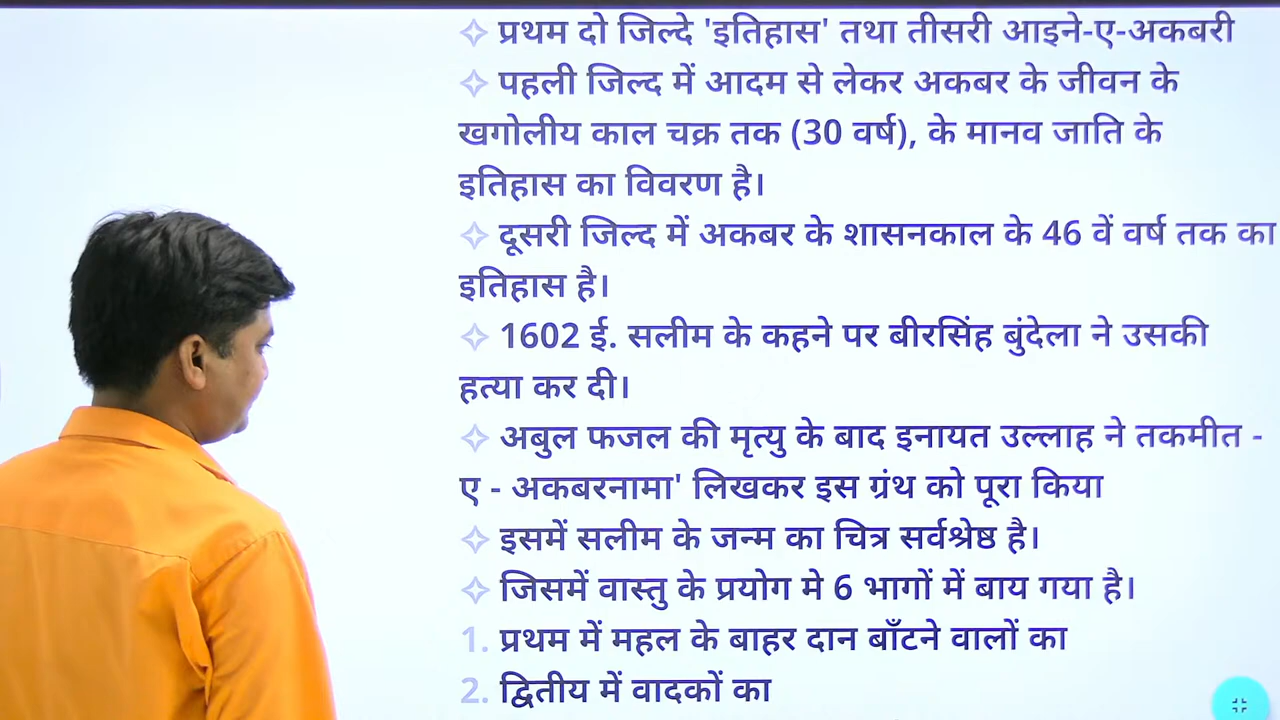 ✧ प्रथम दो जिल्दे 'इतिहास' तथा तीसरी आइने-ए-अकबरी
✧ पहली जिल्द में आदम से लेकर अकबर के जीवन के
खगोलीय काल चक्र तक (30 वर्ष), के मानव जाति के
इतिहास का विवरण है।
✧ दूसरी जिल्द में अकबर के शासनकाल के 46 वें वर्ष तक का
इतिहास है।
✧ 1602 ई. सलीम के कहने पर बीरसिंह बुंदेला ने उसकी
हत्या कर दी।
✧ अबुल फजल की मृत्यु के बाद इनायत उल्लाह ने तकमीत -
ए - अकबरनामा' लिखकर इस ग्रंथ को पूरा किया
✧ इसमें सलीम के जन्म का चित्र सर्वश्रेष्ठ है।
✧ जिसमें वास्तु के प्रयोग मे 6 भागों में बाय गया है।
1. प्रथम में महल के बाहर दान बाँटने वालों का
2. द्वितीय में वादकों का